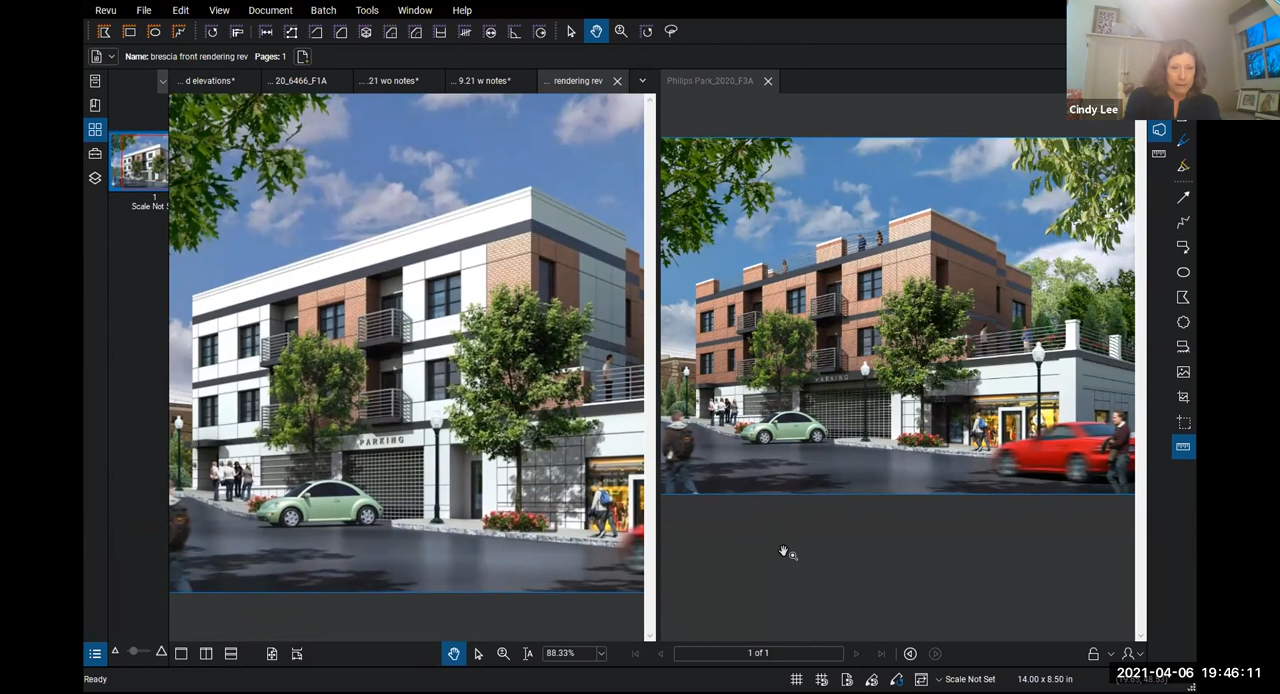 Revu File Edit View Document Batch Tools Window Help
Name: brescia front rendering rev Pages: 1
... d elevations* ... 20_6466_F1A ... .21 wo notes* ... 9.21 w notes* ... rendering rev Philips Park_2020_F3A
Cindy Lee
1
Scale Not S
PARKING
PARKING
88.33%
1 of 1
Ready
Scale Not Set 14.00 x 8.50 in
2021-04-06 19:46:11